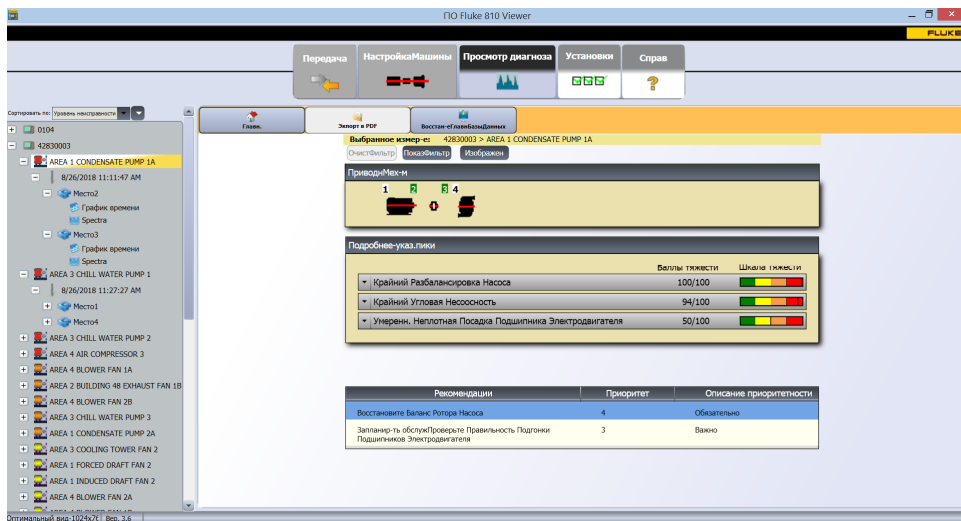 ПО Fluke 810 Viewer
FLUKE
Передача
НастройкаМашины
Просмотр диагноза
Установки
Справ
Сортировать по: Уровень неисправности
Главн.
Экспорт в PDF
Восстан-еГлавнБазыДанных
0104
42830003
AREA 1 CONDENSATE PUMP 1A
8/26/2018 11:11:47 AM
Место2
График времени
Spectra
Место3
График времени
Spectra
AREA 3 CHILL WATER PUMP 1
8/26/2018 11:27:27 AM
Место1
Место4
AREA 3 CHILL WATER PUMP 2
AREA 4 AIR COMPRESSOR 3
AREA 4 BLOWER FAN 1A
AREA 2 BUILDING 48 EXHAUST FAN 1B
AREA 4 BLOWER FAN 2B
AREA 3 CHILL WATER PUMP 3
AREA 1 CONDENSATE PUMP 2A
AREA 3 COOLING TOWER FAN 2
AREA 1 FORCED DRAFT FAN 2
AREA 1 INDUCED DRAFT FAN 2
AREA 4 BLOWER FAN 2A
Выбранное измер-е: 42830003 > AREA 1 CONDENSATE PUMP 1A
ОчистФильтр
ПоказФильтр
Изображен
ПриводнМех-м
1 2 3 4
Подробнее-указ.пики
Баллы тяжести
Шкала тяжести
Крайний Разбалансировка Насоса
100/100
Крайний Угловая Несоосность
94/100
Умеренн. Неплотная Посадка Подшипника Электродвигателя
50/100
Рекомендации
Приоритет
Описание приоритетности
Восстановите Баланс Ротора Насоса
4
Обязательно
Запланир-ть обслужПроверьте Правильность Подгонки
Подшипников Электродвигателя
3
Важно
Оптимальный вид-1024x76
Вер. 3,6